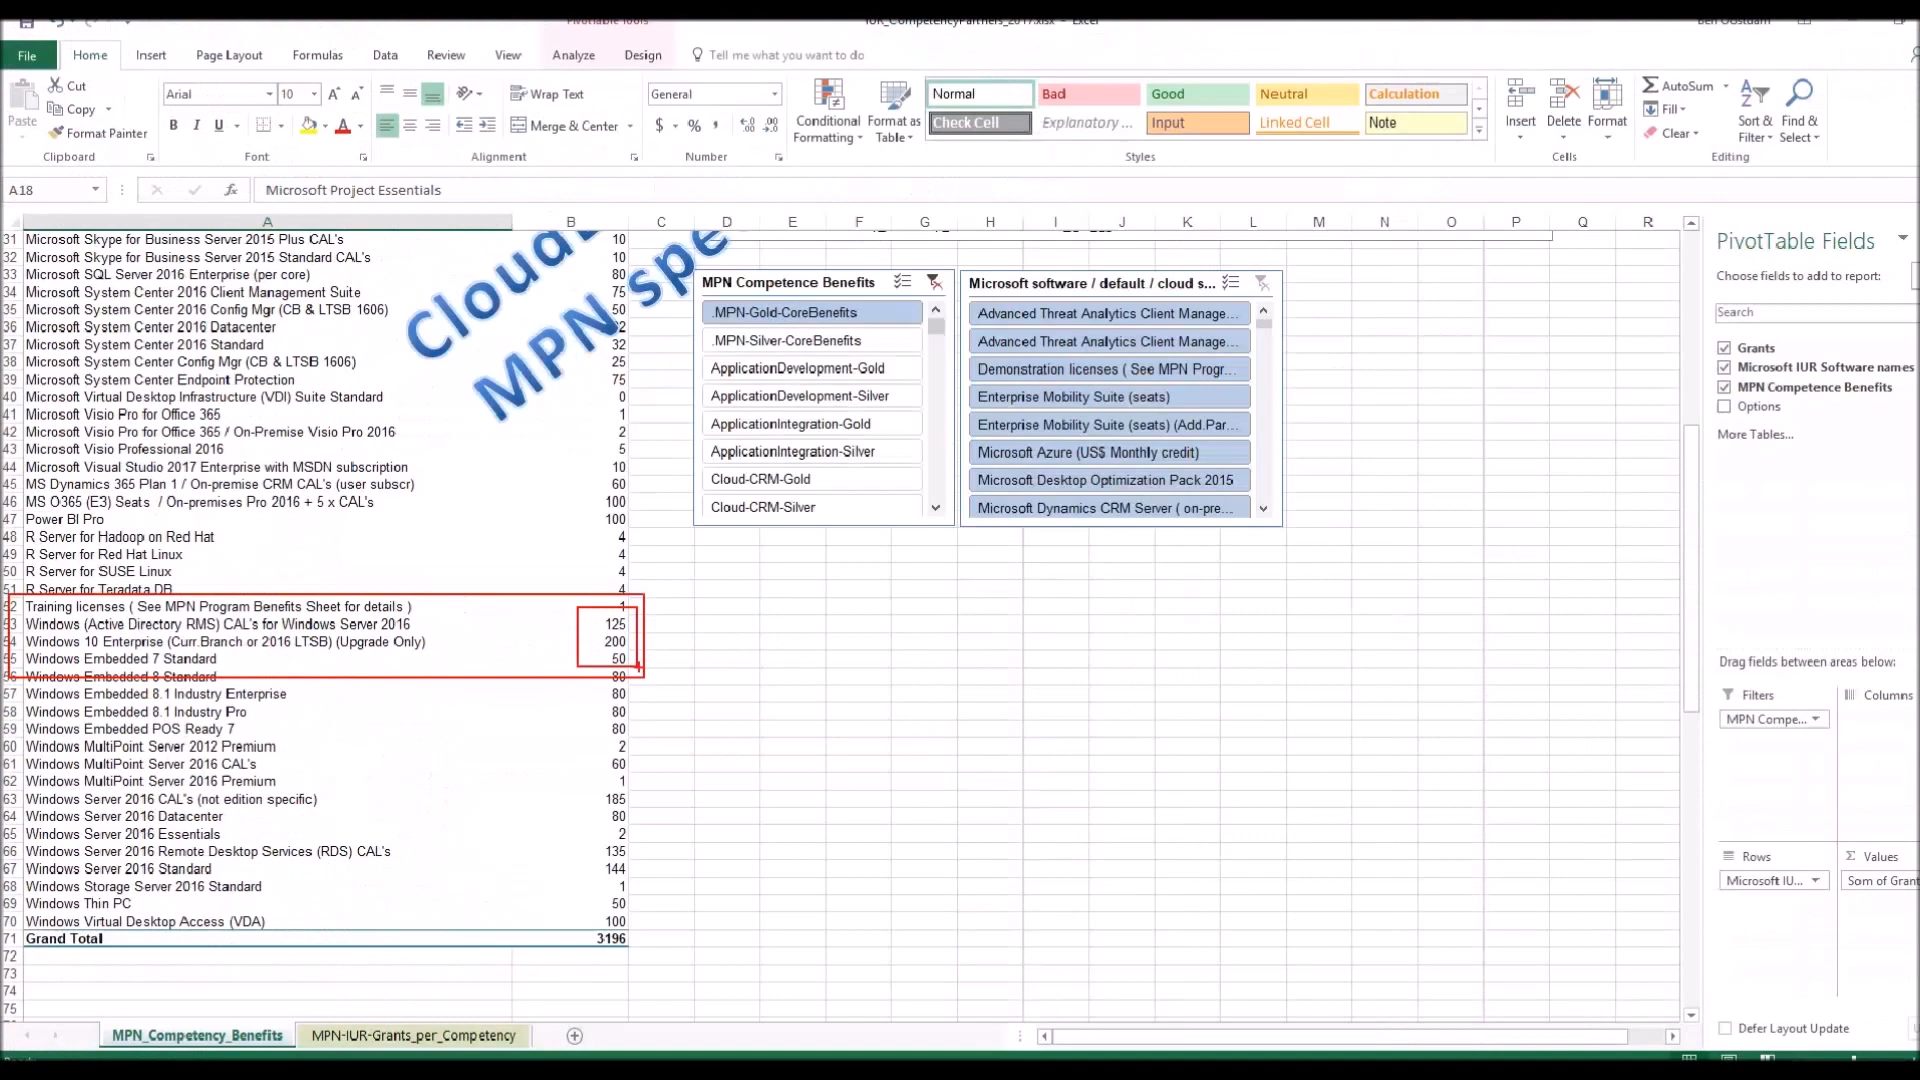 PivotTable Tools
IUR_CompetencyPartners_2017.xlsx - Excel
File Home Insert Page Layout Formulas Data Review View Analyze Design Tell me what you want to do
Paste
Cut
Copy
Format Painter
Clipboard
Arial 10
B I U
Font
Wrap Text
Merge & Center
Alignment
General
$ % ,
Number
Conditional Formatting
Format as Table
Normal Bad Good Neutral Calculation
Check Cell Explanatory ... Input Linked Cell Note
Styles
Insert Delete Format
Cells
AutoSum
Fill
Clear
Sort & Filter
Find & Select
Editing
A18 fx Microsoft Project Essentials
A B C D E F G H I J K L M N O P Q R
31 Microsoft Skype for Business Server 2015 Plus CAL's 10
32 Microsoft Skype for Business Server 2015 Standard CAL's 10
33 Microsoft SQL Server 2016 Enterprise (per core) 80
34 Microsoft System Center 2016 Client Management Suite 75
35 Microsoft System Center 2016 Config Mgr (CB & LTSB 1606) 50
36 Microsoft System Center 2016 Datacenter
37 Microsoft System Center 2016 Standard 32
38 Microsoft System Center Config Mgr (CB & LTSB 1606) 25
39 Microsoft System Center Endpoint Protection 75
40 Microsoft Virtual Desktop Infrastructure (VDI) Suite Standard 0
41 Microsoft Visio Pro for Office 365 1
42 Microsoft Visio Pro for Office 365 / On-Premise Visio Pro 2016 2
43 Microsoft Visio Professional 2016 5
44 Microsoft Visual Studio 2017 Enterprise with MSDN subscription 10
45 MS Dynamics 365 Plan 1 / On-premise CRM CAL's (user subscr) 60
46 MS O365 (E3) Seats / On-premises Pro 2016 + 5 x CAL's 100
47 Power BI Pro 100
48 R Server for Hadoop on Red Hat 4
49 R Server for Red Hat Linux 4
50 R Server for SUSE Linux 4
51 R Server for Teradata DB 4
52 Training licenses ( See MPN Program Benefits Sheet for details ) 1
53 Windows (Active Directory RMS) CAL's for Windows Server 2016 125
54 Windows 10 Enterprise (Curr.Branch or 2016 LTSB) (Upgrade Only) 200
55 Windows Embedded 7 Standard 50
56 Windows Embedded 8 Standard 80
57 Windows Embedded 8.1 Industry Enterprise 80
58 Windows Embedded 8.1 Industry Pro 80
59 Windows Embedded POS Ready 7 80
60 Windows MultiPoint Server 2012 Premium 2
61 Windows MultiPoint Server 2016 CAL's 60
62 Windows MultiPoint Server 2016 Premium 1
63 Windows Server 2016 CAL's (not edition specific) 185
64 Windows Server 2016 Datacenter 80
65 Windows Server 2016 Essentials 2
66 Windows Server 2016 Remote Desktop Services (RDS) CAL's 135
67 Windows Server 2016 Standard 144
68 Windows Storage Server 2016 Standard 1
69 Windows Thin PC 50
70 Windows Virtual Desktop Access (VDA) 100
71 Grand Total 3196
72
73
74
75
MPN spe
MPN Competence Benefits
.MPN-Gold-CoreBenefits
.MPN-Silver-CoreBenefits
ApplicationDevelopment-Gold
ApplicationDevelopment-Silver
ApplicationIntegration-Gold
ApplicationIntegration-Silver
Cloud-CRM-Gold
Cloud-CRM-Silver
Microsoft software / default / cloud s...
Advanced Threat Analytics Client Manage...
Advanced Threat Analytics Client Manage...
Demonstration licenses ( See MPN Progr...
Enterprise Mobility Suite (seats)
Enterprise Mobility Suite (seats) (Add.Par...
Microsoft Azure (US$ Monthly credit)
Microsoft Desktop Optimization Pack 2015
Microsoft Dynamics CRM Server ( on-pre...
PivotTable Fields
Choose fields to add to report:
Search
Grants
Microsoft IUR Software names
MPN Competence Benefits
Options
More Tables...
Drag fields between areas below:
Filters Columns
MPN Compe...
Rows Values
Microsoft IU... Sum of Grant
Defer Layout Update
MPN_Competency_Benefits MPN-IUR-Grants_per_Competency